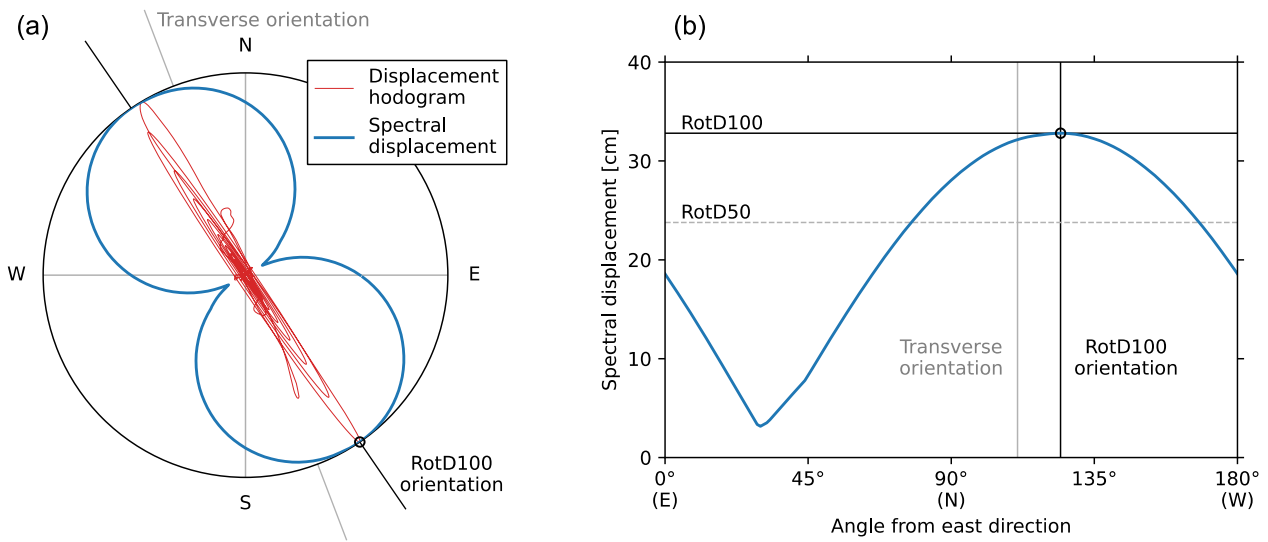 (a)
Transverse orientation
N
Displacement
hodogram
Spectral
displacement
W
E
RotD100
orientation
S
(b)
Spectral displacement [cm]
40
30
20
10
0
RotD100
RotD50
Transverse
orientation
RotD100
orientation
0°
(E)
45°
90°
(N)
135°
180°
(W)
Angle from east direction